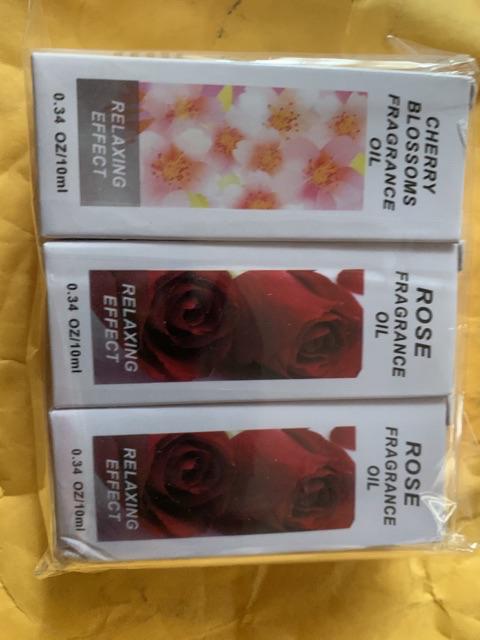 CHERRY
BLOSSOMS
FRAGRANCE
OIL
RELAXING
EFFECT
0.34 OZ/10ml
ROSE
FRAGRANCE
OIL
RELAXING
EFFECT
0.34 OZ/10ml
ROSE
FRAGRANCE
OIL
RELAXING
EFFECT
0.34 OZ/10ml